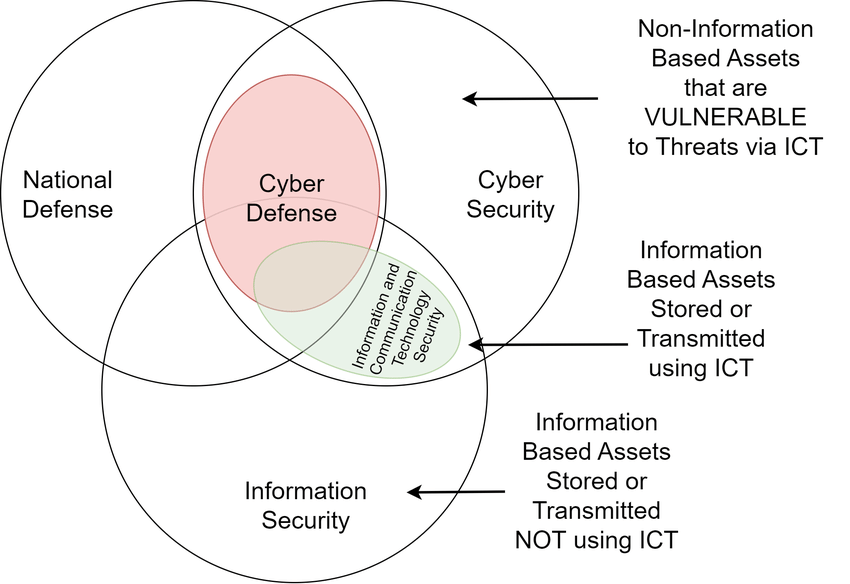 National
Defense
Cyber
Defense
Cyber
Security
Information and
Communication
Technology
Security
Information
Security
Non-Information
Based Assets
that are
VULNERABLE
to Threats via ICT
Information
Based Assets
Stored or
Transmitted
using ICT
Information
Based Assets
Stored or
Transmitted
NOT using ICT